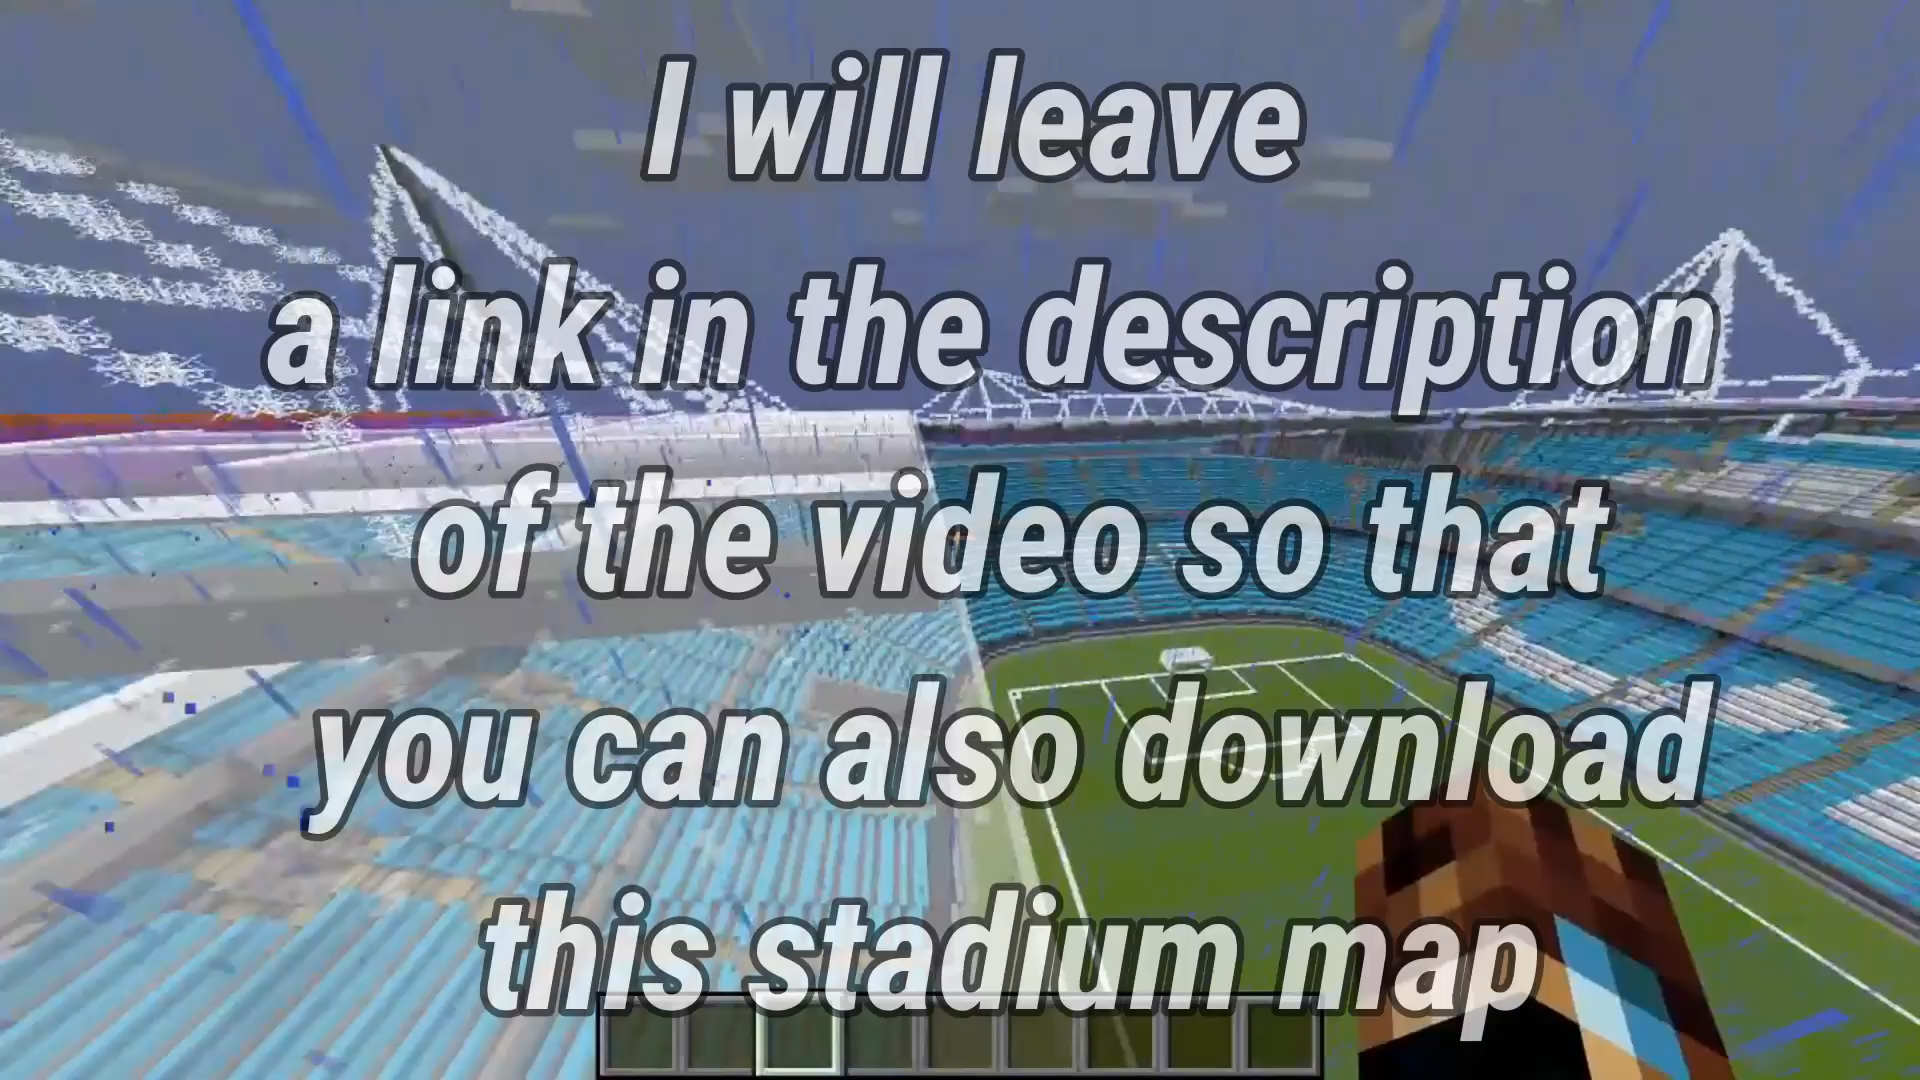 I will leave
a link in the description
of the video so that
you can also download
this stadium map